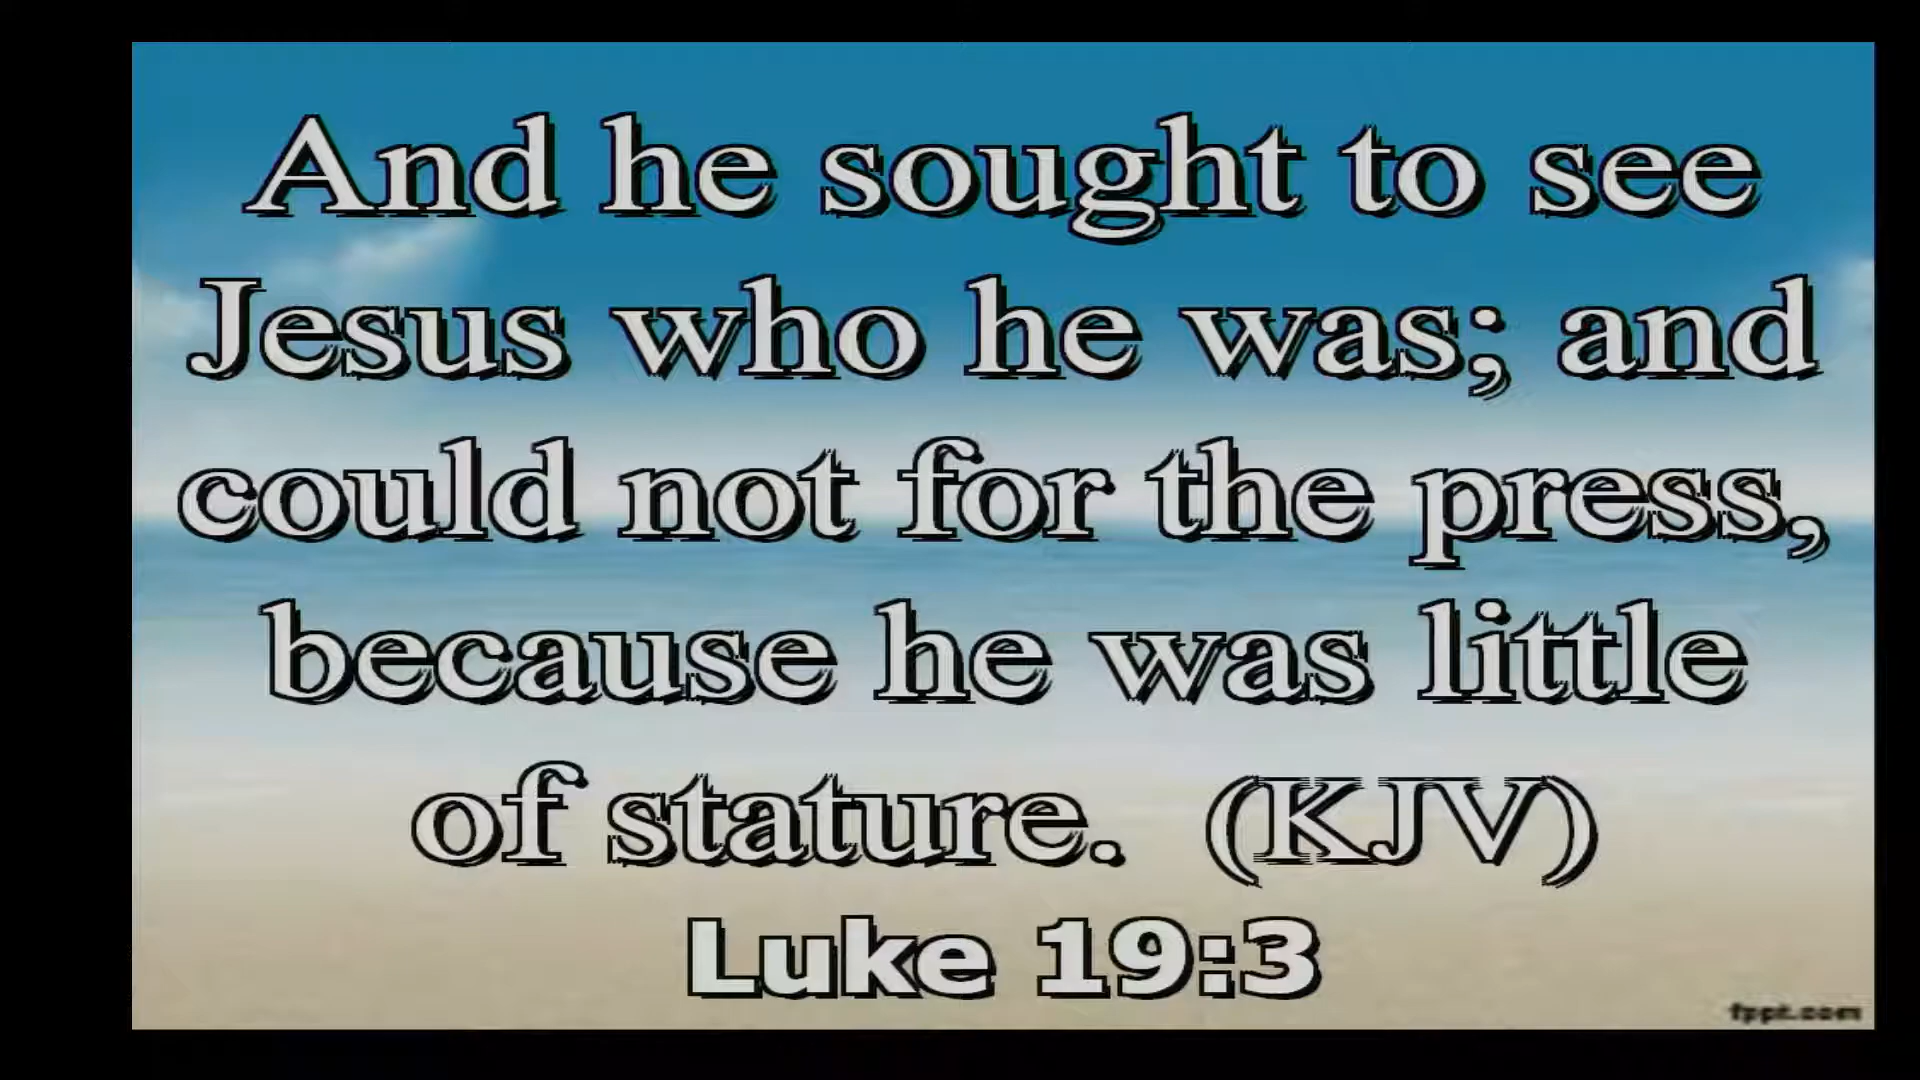 And he sought to see
Jesus who he was; and
could not for the press,
because he was little
of stature. (KJV)
Luke 19:3
fppt.com